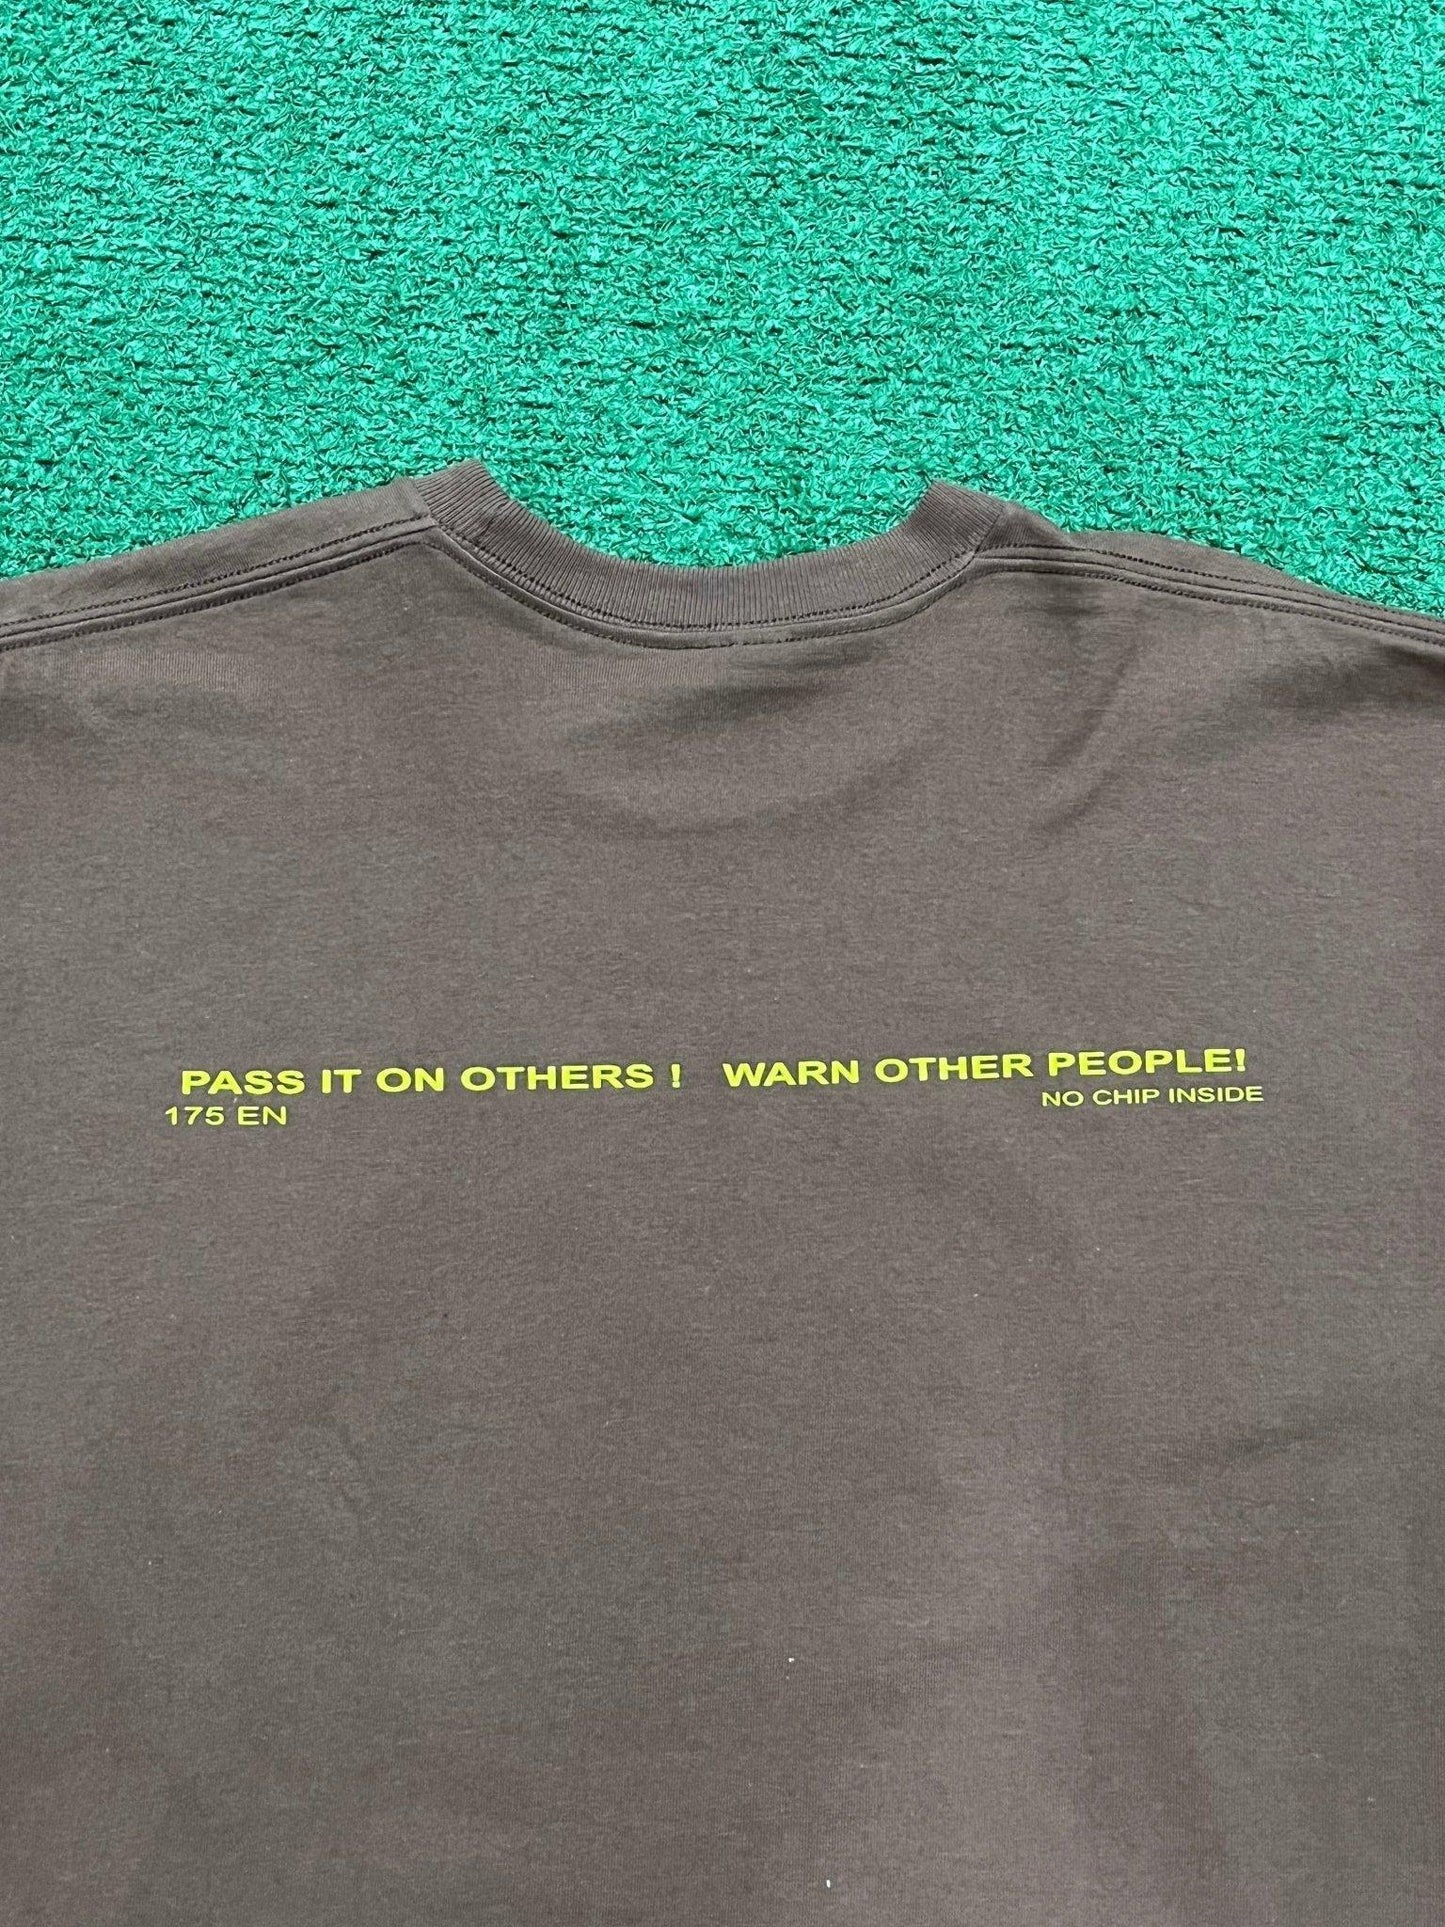 PASS IT ON OTHERS ! WARN OTHER PEOPLE!
175 EN NO CHIP INSIDE